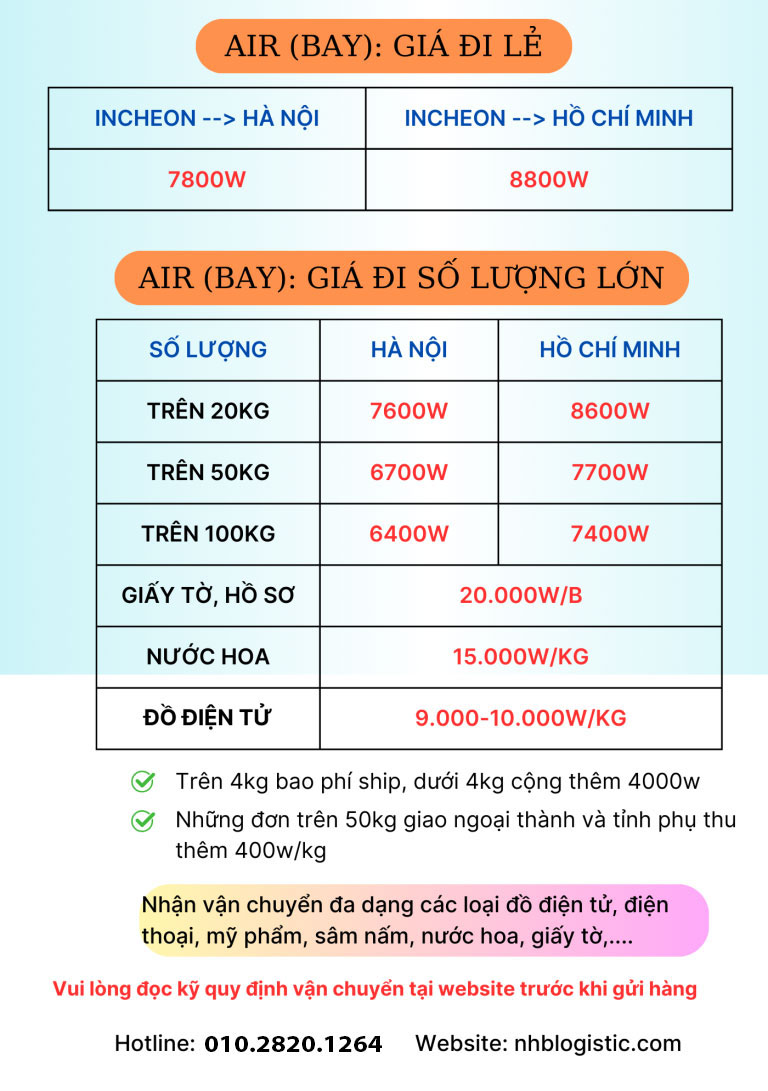 AIR (BAY): GIÁ ĐI LẺ
INCHEON --> HÀ NỘI INCHEON --> HỒ CHÍ MINH
7800W 8800W
AIR (BAY): GIÁ ĐI SỐ LƯỢNG LỚN
SỐ LƯỢNG HÀ NỘI HỒ CHÍ MINH
TRÊN 20KG 7600W 8600W
TRÊN 50KG 6700W 7700W
TRÊN 100KG 6400W 7400W
GIẤY TỜ, HỒ SƠ 20.000W/B
NƯỚC HOA 15.000W/KG
ĐỒ ĐIỆN TỬ 9.000-10.000W/KG
Trên 4kg bao phí ship, dưới 4kg cộng thêm 4000w
Những đơn trên 50kg giao ngoại thành và tỉnh phụ thu
thêm 400w/kg
Nhận vận chuyển đa dạng các loại đồ điện tử, điện
thoại, mỹ phẩm, sâm nấm, nước hoa, giấy tờ,....
Vui lòng đọc kỹ quy định vận chuyển tại website trước khi gửi hàng
Hotline: 010.2820.1264 Website: nhblogistic.com